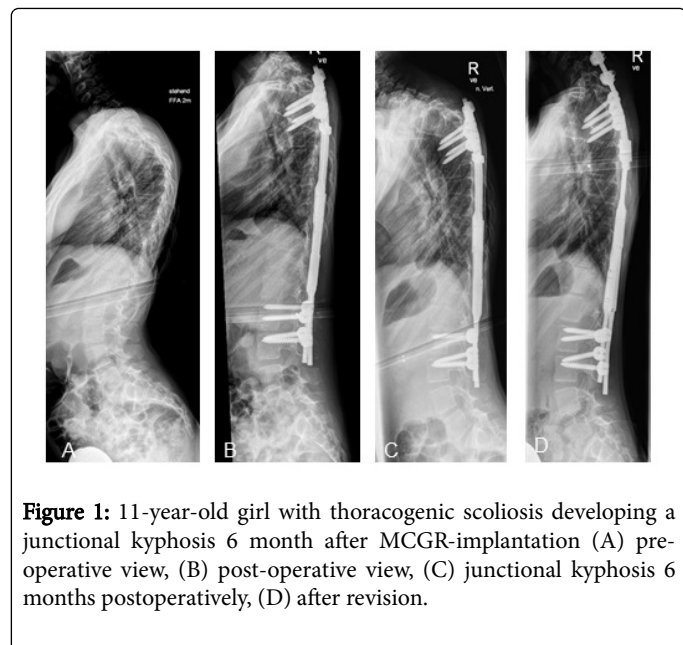 stehend
FFA 2m
R
ve
R
ve
n. Vert.
R
ve
A
B
C
D
Figure 1: 11-year-old girl with thoracogenic scoliosis developing a
junctional kyphosis 6 month after MCGR-implantation (A) pre-
operative view, (B) post-operative view, (C) junctional kyphosis 6
months postoperatively, (D) after revision.